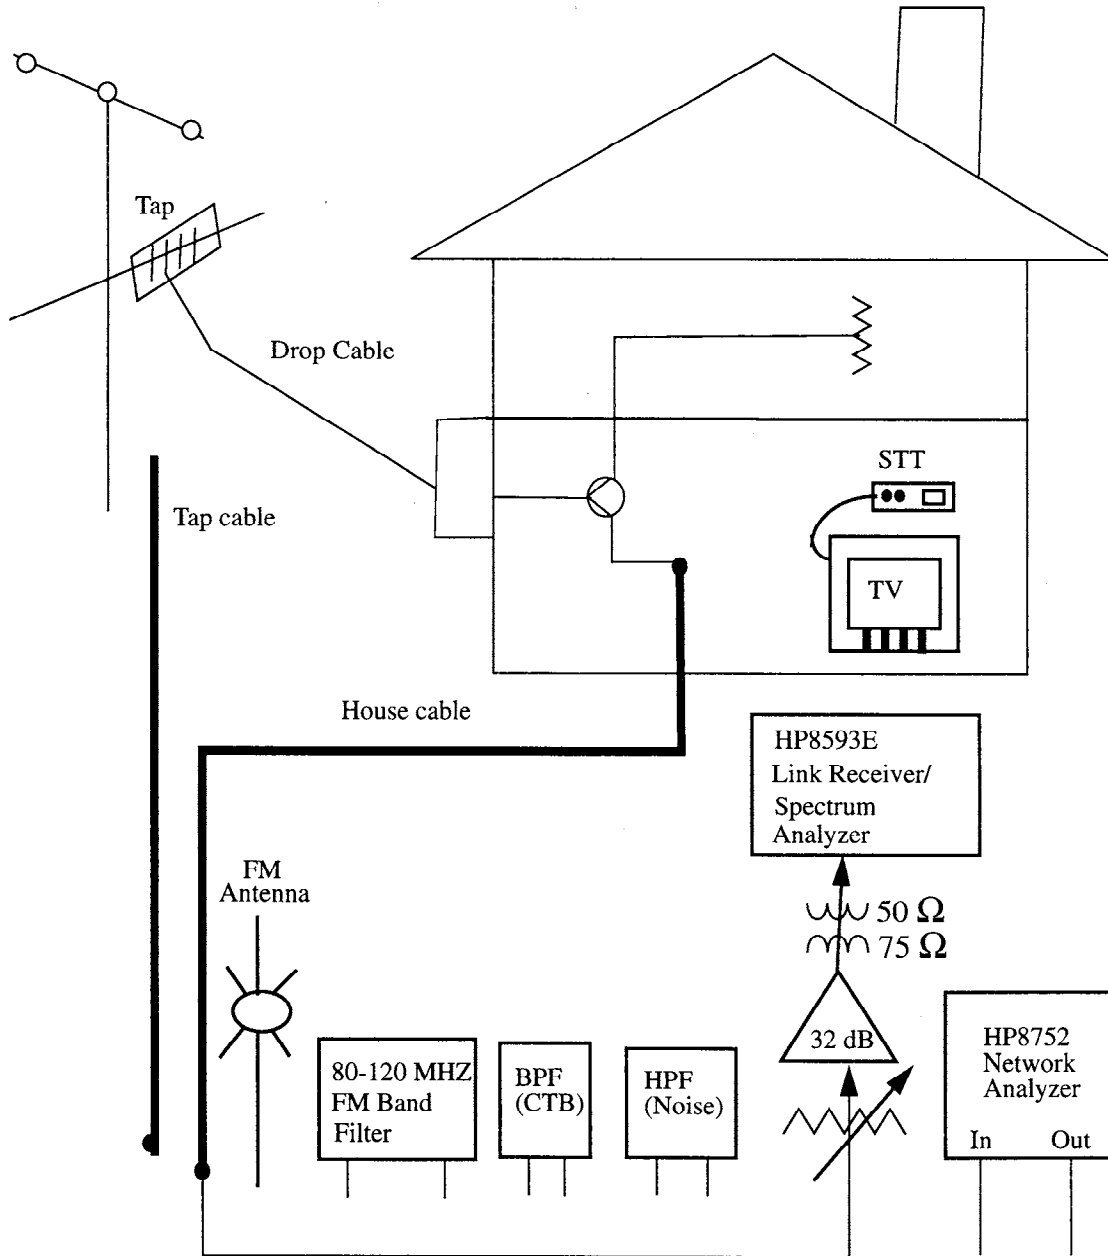 Tap
Drop Cable
STT
Tap cable
TV
House cable
HP8593E
Link Receiver/
Spectrum
Analyzer
FM
Antenna
50 Ω
75 Ω
32 dB
80-120 MHZ
FM Band
Filter
BPF
(CTB)
HPF
(Noise)
HP8752
Network
Analyzer
In
Out